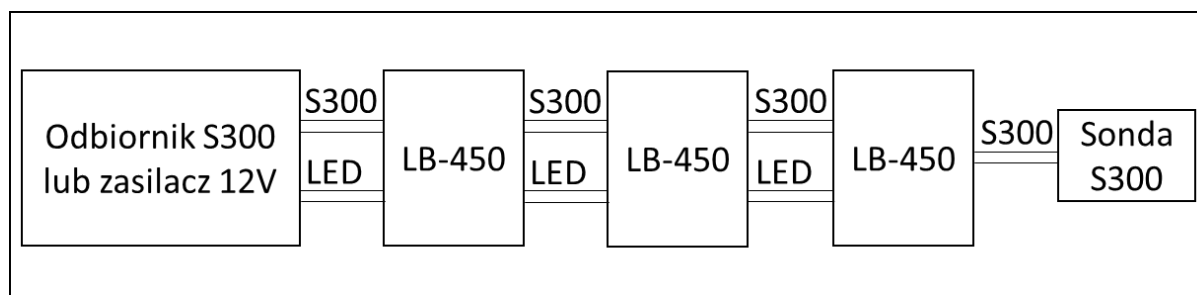 Odbiornik S300
lub zasilacz 12V
S300
LED
LB-450
S300
LED
LB-450
S300
LED
LB-450
S300
Sonda
S300